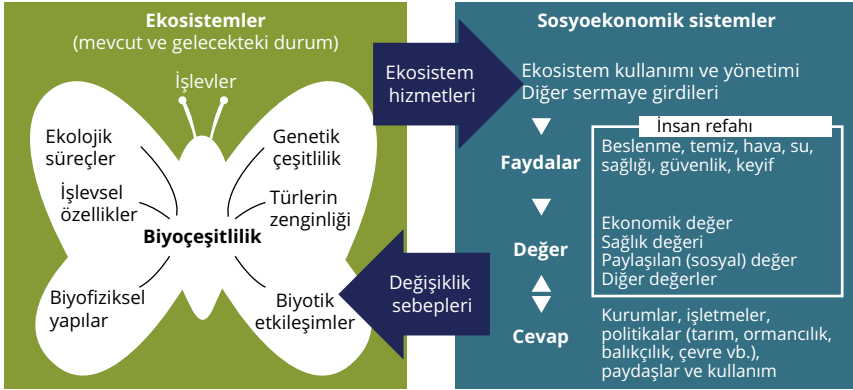 Ekosistemler
(mevcut ve gelecekteki durum)
İşlevler
Ekolojik
süreçler
Genetik
çeşitlilik
İşlevsel
özellikler
Türlerin
zenginliği
Biyoçeşitlilik
Biyofiziksel
yapılar
Biyotik
etkileşimler
Ekosistem
hizmetleri
Değişiklik
sebepleri
Sosyoekonomik sistemler
Ekosistem kullanımı ve yönetimi
Diğer sermaye girdileri
İnsan refahı
Faydalar
Beslenme, temiz, hava, su,
sağlığı, güvenlik, keyif
Değer
Ekonomik değer
Sağlık değeri
Paylaşılan (sosyal) değer
Diğer değerler
Cevap
Kurumlar, işletmeler,
politikalar (tarım, ormancılık,
balıkçılık, çevre vb.),
paydaşlar ve kullanım